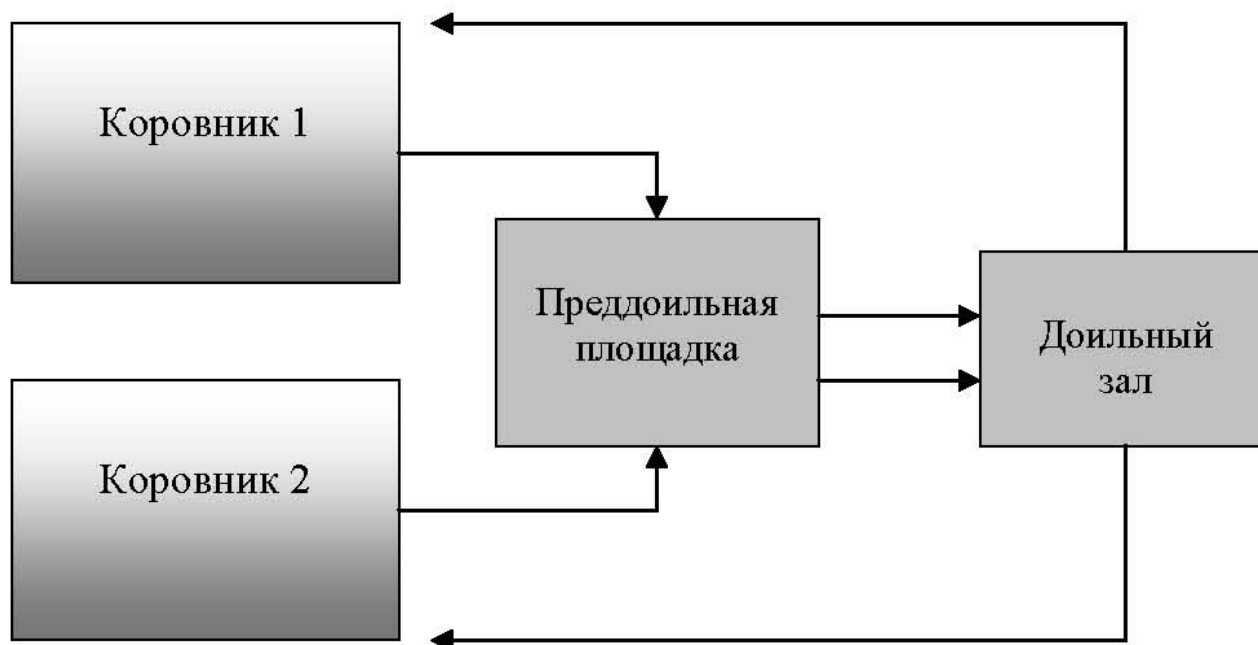 Коровник 1
Преддоильная
площадка
Доильный
зал
Коровник 2